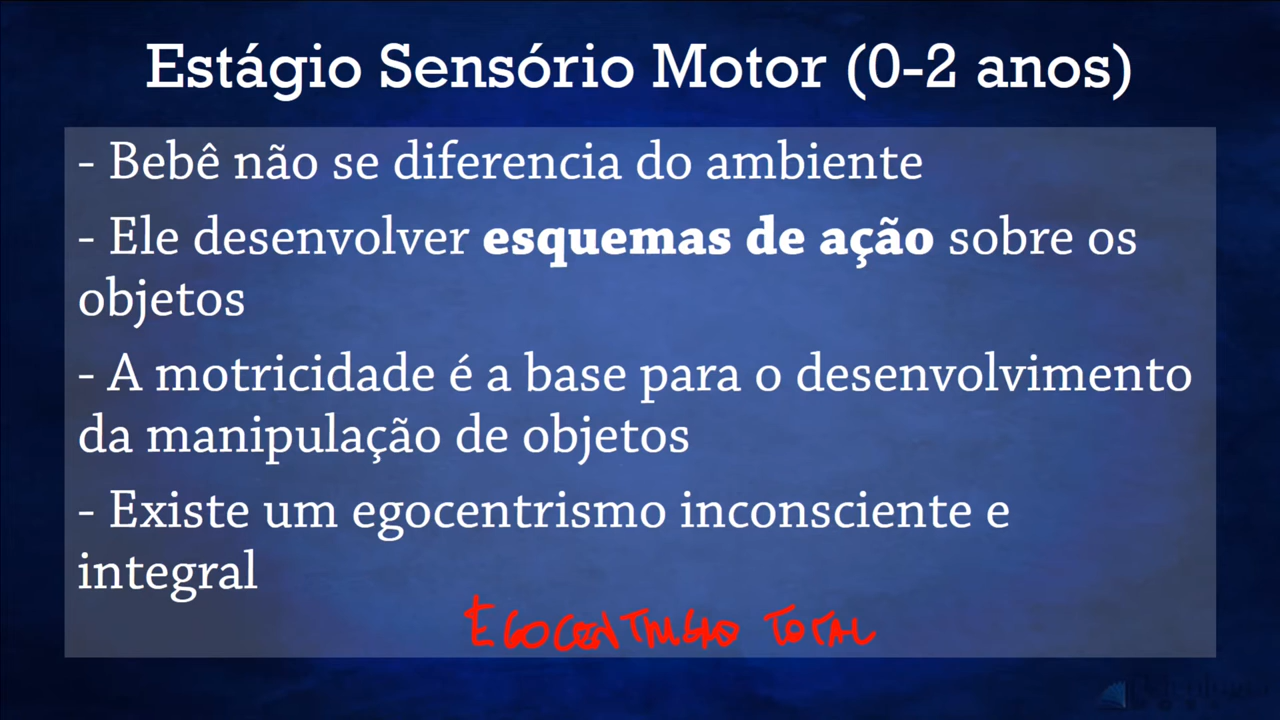 Estágio Sensório Motor (0-2 anos)
- Bebê não se diferencia do ambiente
- Ele desenvolver esquemas de ação sobre os
objetos
- A motricidade é a base para o desenvolvimento
da manipulação de objetos
- Existe um egocentrismo inconsciente e
integral
EGOCENTRISMO TOTAL